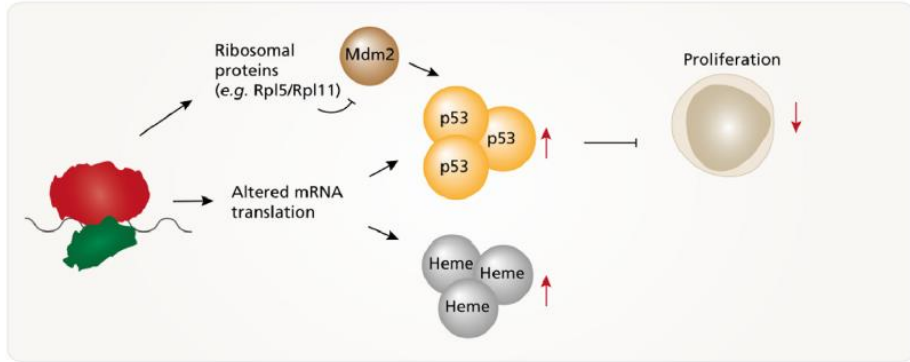 Ribosomal
proteins
(e.g. Rpl5/Rpl11)
Mdm2
Proliferation
p53
p53
p53
Altered mRNA
translation
Heme
Heme
Heme